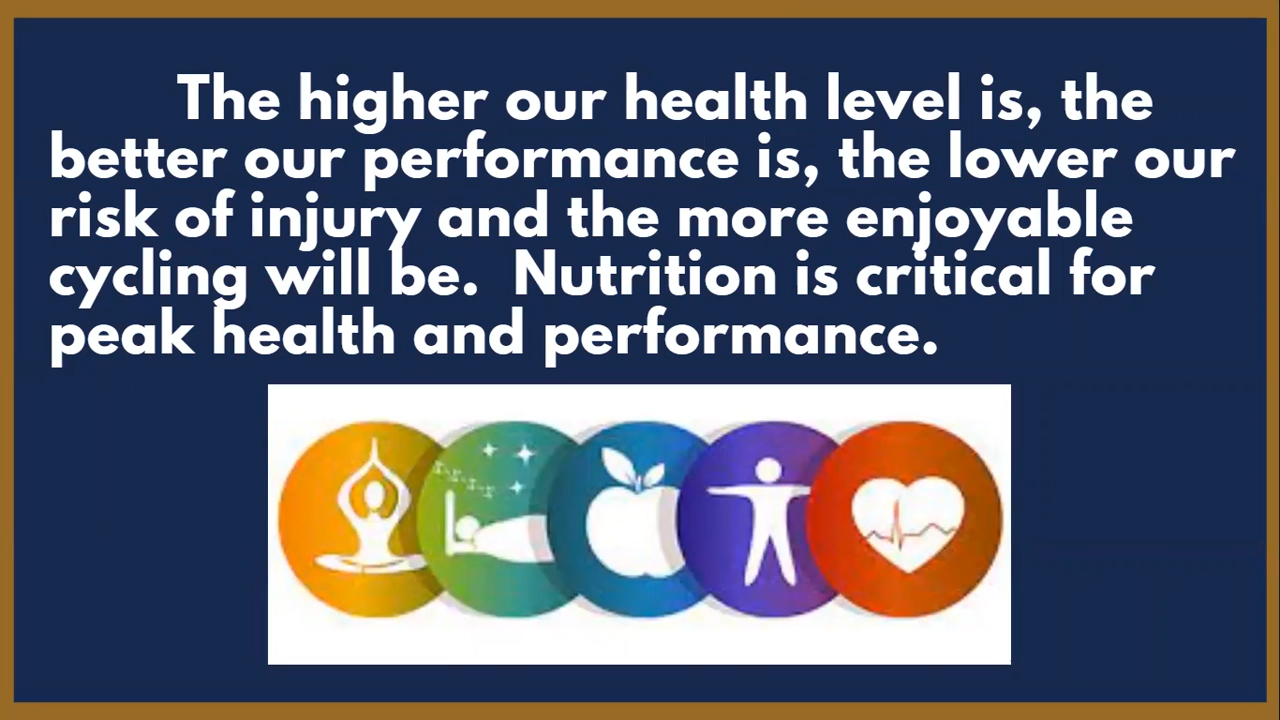 The higher our health level is, the
better our performance is, the lower our
risk of injury and the more enjoyable
cycling will be.  Nutrition is critical for
peak health and performance.